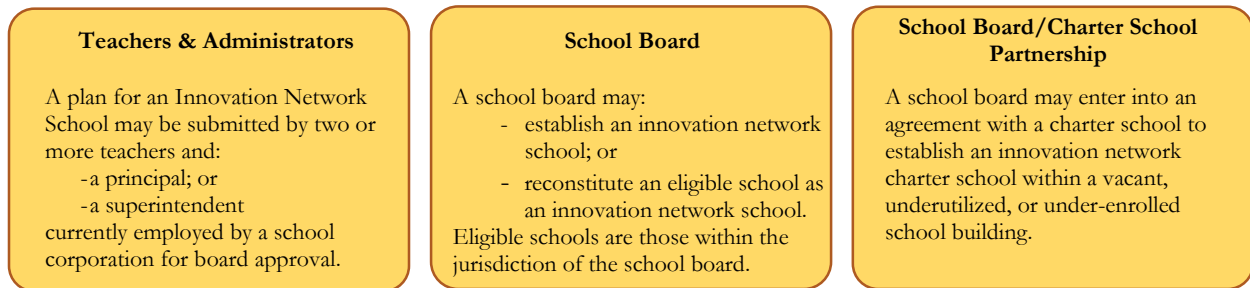 Teachers & Administrators
A plan for an Innovation Network
School may be submitted by two or
more teachers and:
-a principal; or
-a superintendent
currently employed by a school
corporation for board approval.
School Board
A school board may:
- establish an innovation network
school; or
- reconstitute an eligible school as
an innovation network school.
Eligible schools are those within the
jurisdiction of the school board.
School Board/Charter School
Partnership
A school board may enter into an
agreement with a charter school to
establish an innovation network
charter school within a vacant,
underutilized, or under-enrolled
school building.